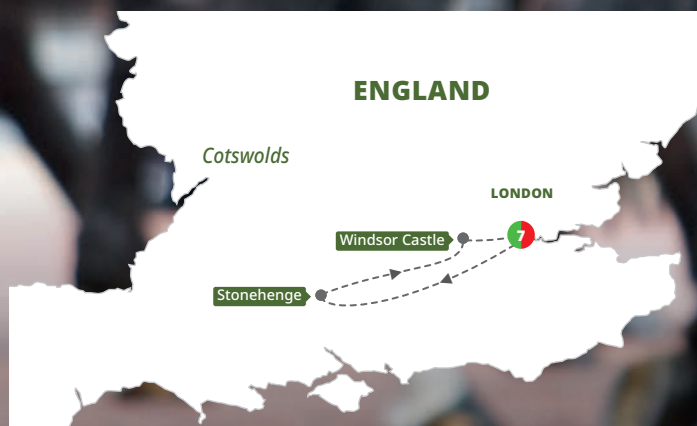 ENGLAND
Cotswolds
LONDON
Windsor Castle
7
Stonehenge